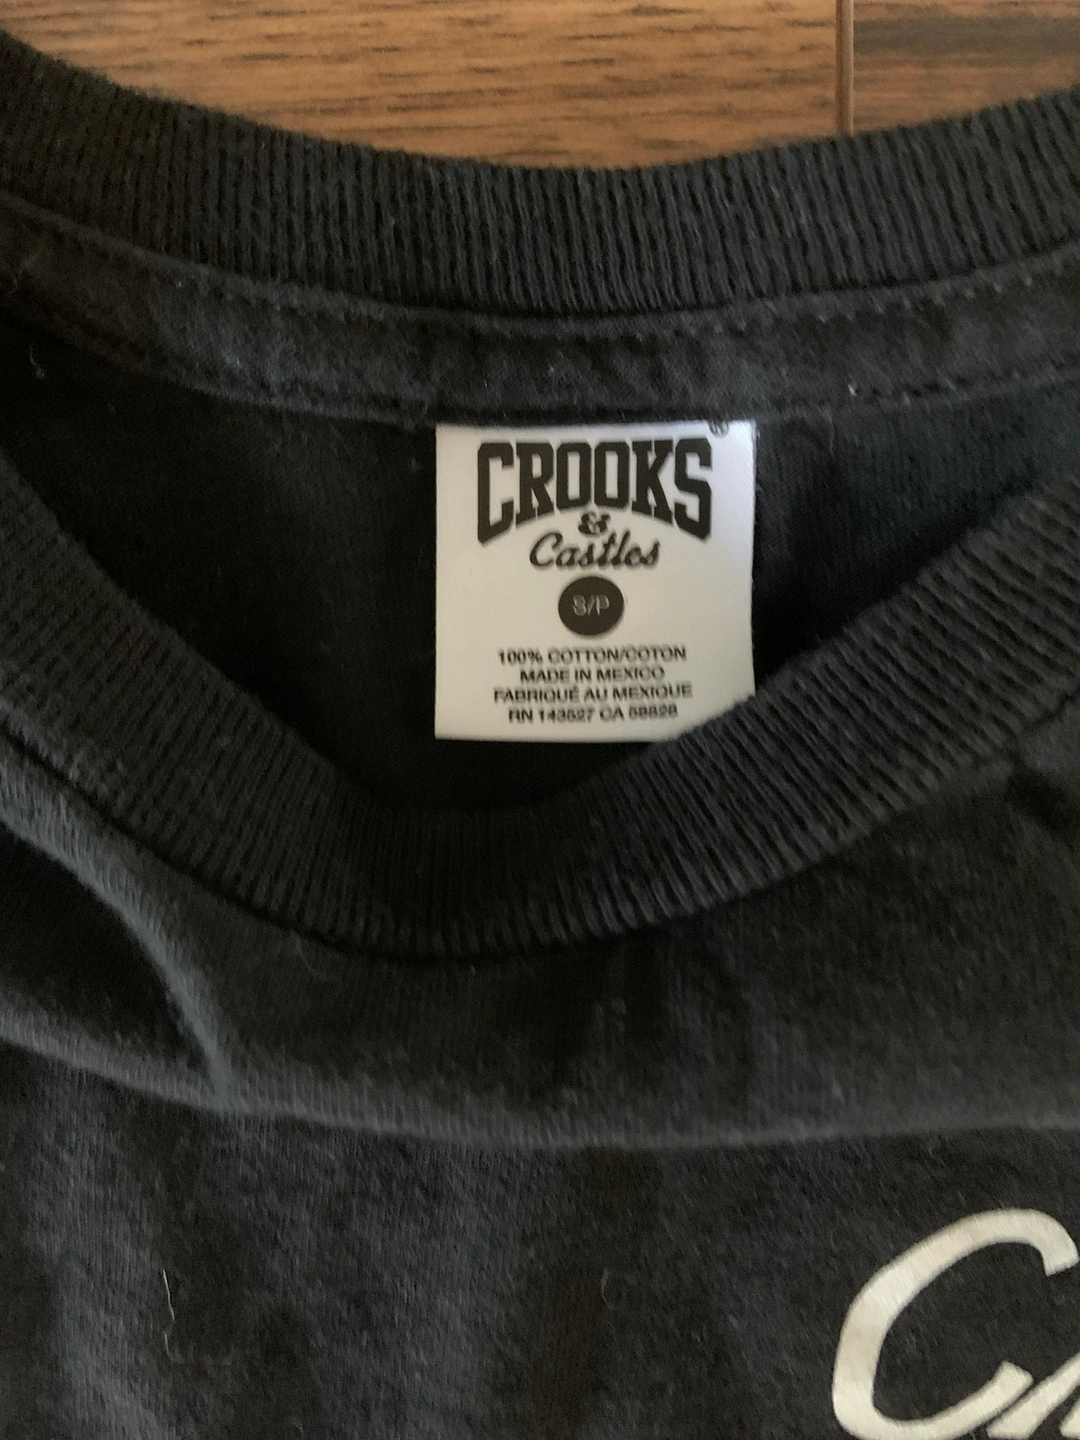 CROOKS®
&
Castles
S/P
100% COTTON/COTON
MADE IN MEXICO
FABRIQUÉ AU MEXIQUE
RN 143527 CA 58828